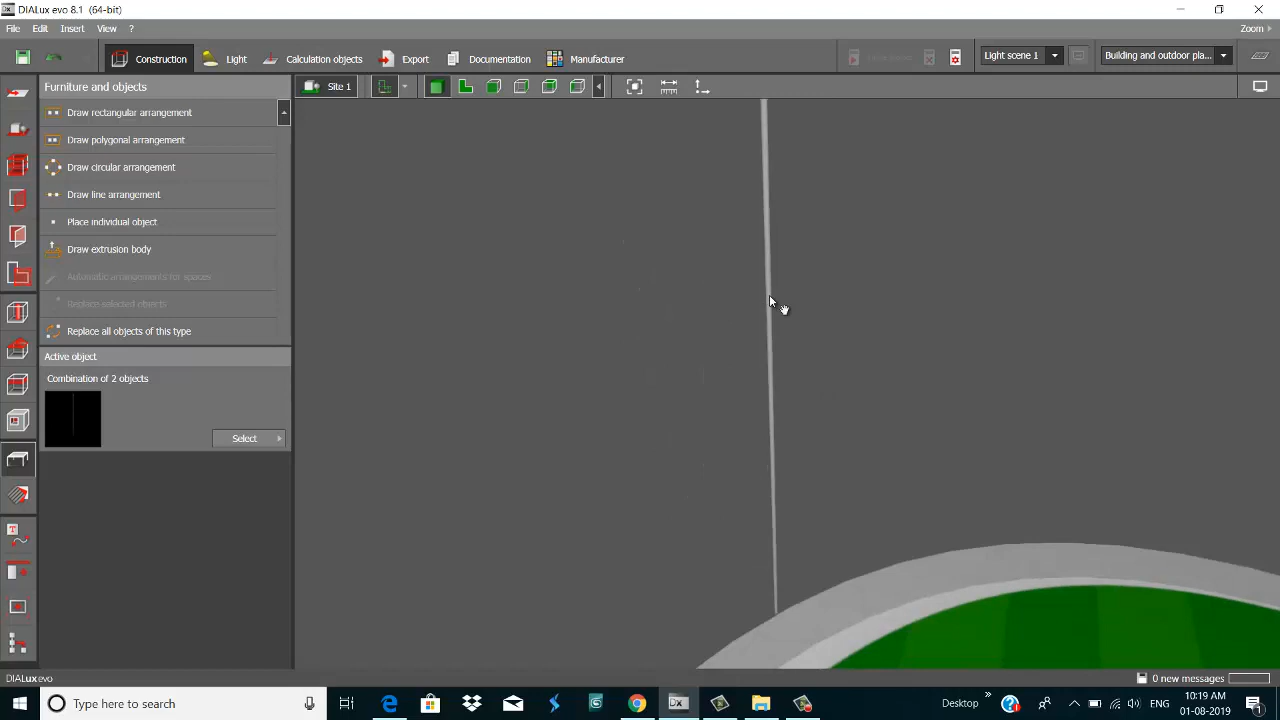 DIALux evo 8.1 (64-bit)
File Edit Insert View ?
Zoom
Construction Light Calculation objects Export Documentation Manufacturer
Light scene 1
Building and outdoor pla...
Furniture and objects
Site 1
Draw rectangular arrangement
Draw polygonal arrangement
Draw circular arrangement
Draw line arrangement
Place individual object
Draw extrusion body
Automatic arrangements for spaces
Replace selected objects
Replace all objects of this type
Active object
Combination of 2 objects
Select
DIALux evo
0 new messages
Type here to search
Desktop
ENG
10:19 AM
01-08-2019